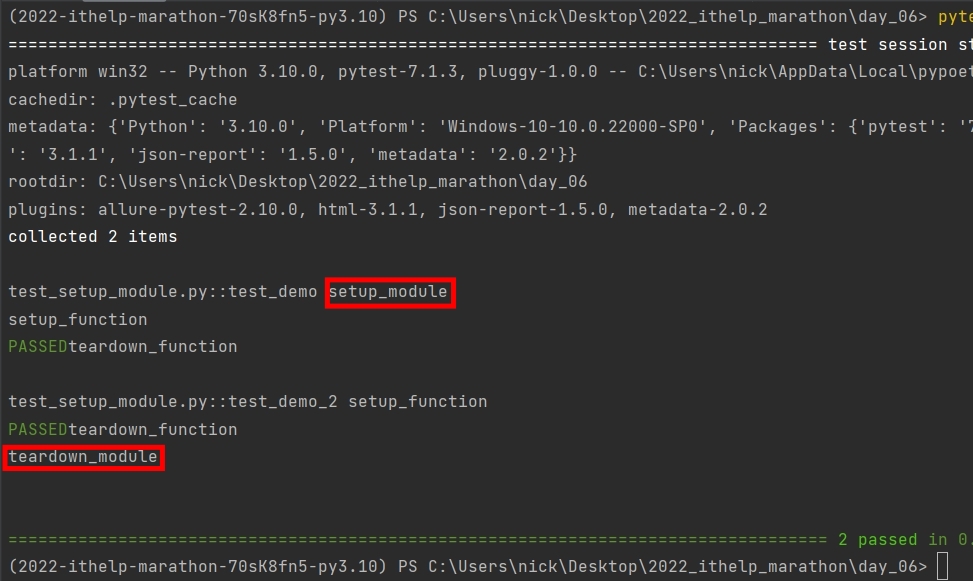 (2022-ithelp-marathon-70sK8fn5-py3.10) PS C:\Users\nick\Desktop\2022_ithelp_marathon\day_06> pyte
================================================================================= test session st
platform win32 -- Python 3.10.0, pytest-7.1.3, pluggy-1.0.0 -- C:\Users\nick\AppData\Local\pypoet
cachedir: .pytest_cache
metadata: {'Python': '3.10.0', 'Platform': 'Windows-10-10.0.22000-SP0', 'Packages': {'pytest': '7
': '3.1.1', 'json-report': '1.5.0', 'metadata': '2.0.2'}}
rootdir: C:\Users\nick\Desktop\2022_ithelp_marathon\day_06
plugins: allure-pytest-2.10.0, html-3.1.1, json-report-1.5.0, metadata-2.0.2
collected 2 items
test_setup_module.py::test_demo setup_module
setup_function
PASSEDteardown_function
test_setup_module.py::test_demo_2 setup_function
PASSEDteardown_function
teardown_module
================================================================================== 2 passed in 0.
(2022-ithelp-marathon-70sK8fn5-py3.10) PS C:\Users\nick\Desktop\2022_ithelp_marathon\day_06>